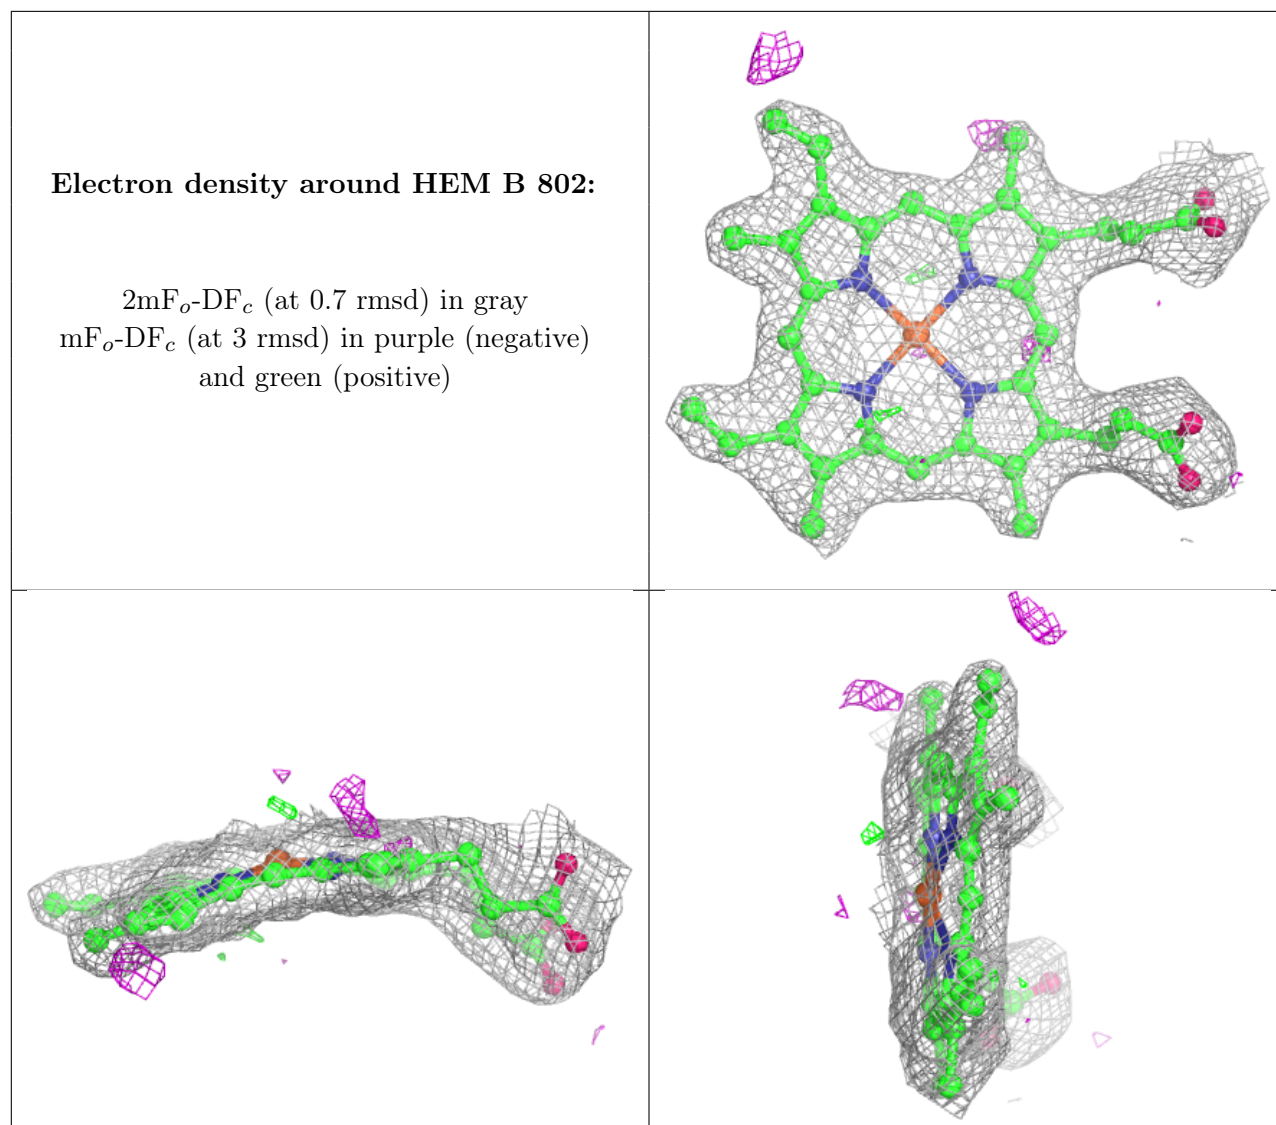 Electron density around HEM B 802:
2mFo-DFc (at 0.7 rmsd) in gray
mFo-DFc (at 3 rmsd) in purple (negative)
and green (positive)